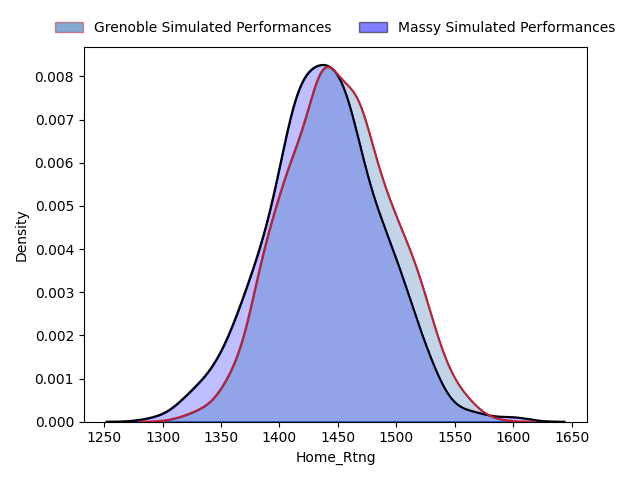 Grenoble Simulated Performances Massy Simulated Performances
0.008
0.007
0.006
0.005
0.004
0.003
0.002
0.001
0.000
Density
1250 1300 1350 1400 1450 1500 1550 1600 1650
Home_Rtng